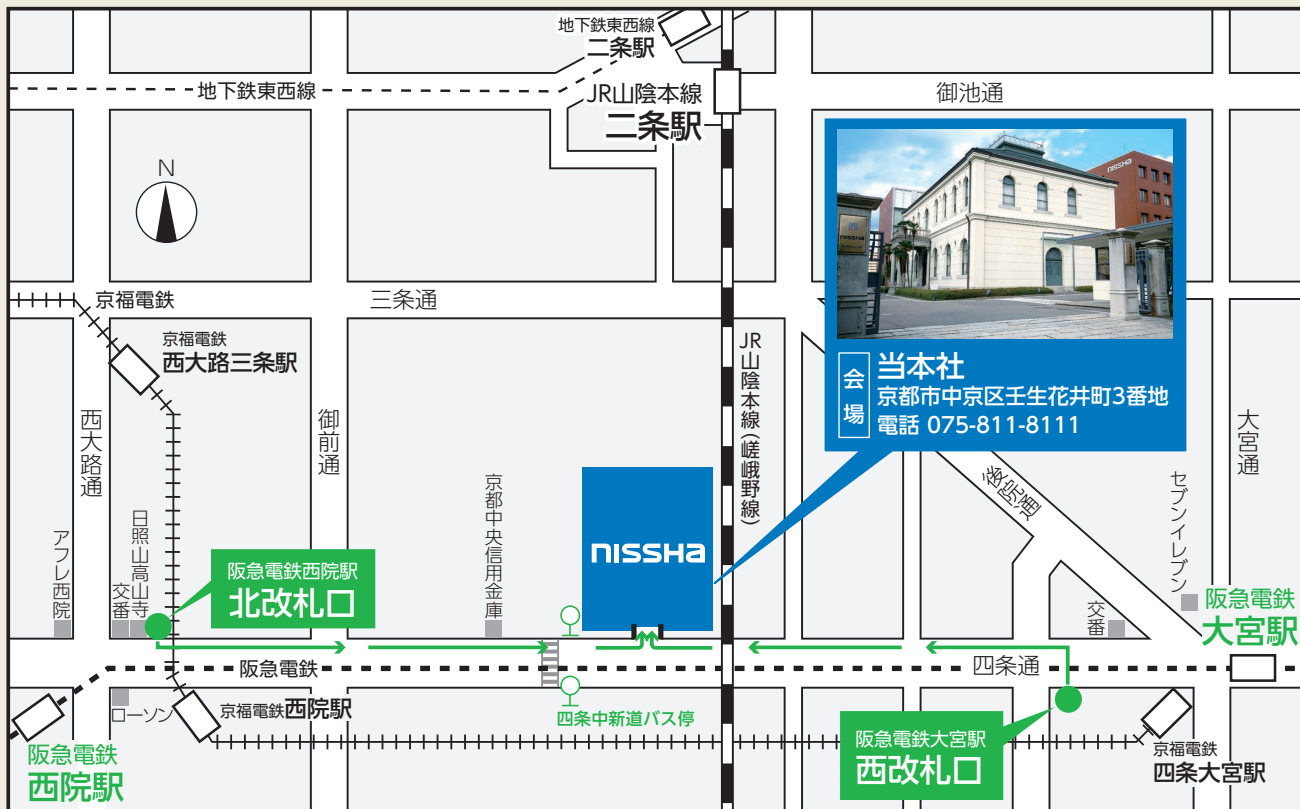 地下鉄東西線
二条駅
地下鉄東西線
JR山陰本線
二条駅
御池通
N
nissha
京福電鉄
三条通
京福電鉄
西大路三条駅
JR山陰本線(嵯峨野線)
会場
当本社
京都市中京区壬生花井町3番地
電話 075-811-8111
西大路通
御前通
大宮通
後院通
京都中央信用金庫
セブンイレブン
アフレ西院
交番
日照山高山寺
阪急電鉄西院駅
北改札口
nissha
交番
阪急電鉄
大宮駅
阪急電鉄
四条通
ローソン
京福電鉄西院駅
四条中新道バス停
阪急電鉄
西院駅
阪急電鉄大宮駅
西改札口
京福電鉄
四条大宮駅